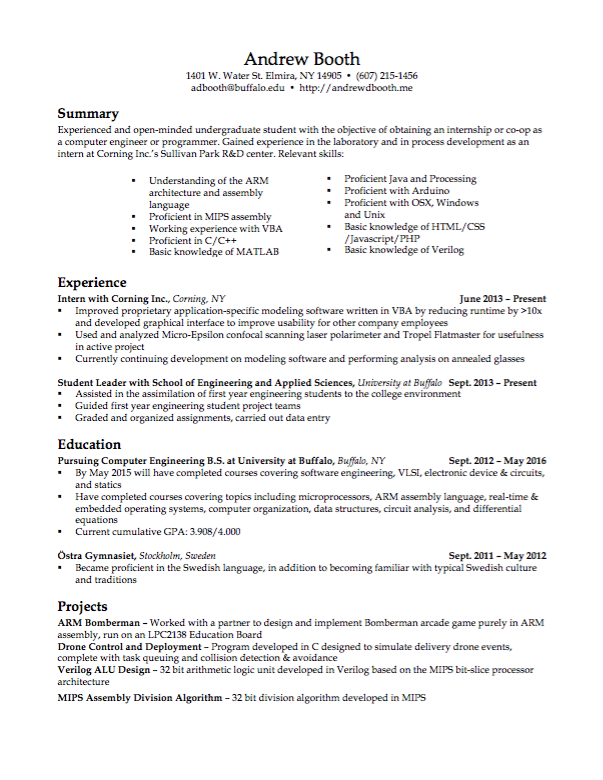 Andrew Booth
1401 W. Water St. Elmira, NY 14905 • (607) 215-1456
adbooth@buffalo.edu • http://andrewdbooth.me
Summary
Experienced and open-minded undergraduate student with the objective of obtaining an internship or co-op as
a computer engineer or programmer. Gained experience in the laboratory and in process development as an
intern at Corning Inc.'s Sullivan Park R&D center. Relevant skills:
▪ Understanding of the ARM
architecture and assembly
language
▪ Proficient in MIPS assembly
▪ Working experience with VBA
▪ Proficient in C/C++
▪ Basic knowledge of MATLAB
▪ Proficient Java and Processing
▪ Proficient with Arduino
▪ Proficient with OSX, Windows
and Unix
▪ Basic knowledge of HTML/CSS
/Javascript/PHP
▪ Basic knowledge of Verilog
Experience
Intern with Corning Inc., Corning, NY June 2013 – Present
▪ Improved proprietary application-specific modeling software written in VBA by reducing runtime by >10x
and developed graphical interface to improve usability for other company employees
▪ Used and analyzed Micro-Epsilon confocal scanning laser polarimeter and Tropel Flatmaster for usefulness
in active project
▪ Currently continuing development on modeling software and performing analysis on annealed glasses
Student Leader with School of Engineering and Applied Sciences, University at Buffalo Sept. 2013 – Present
▪ Assisted in the assimilation of first year engineering students to the college environment
▪ Guided first year engineering student project teams
▪ Graded and organized assignments, carried out data entry
Education
Pursuing Computer Engineering B.S. at University at Buffalo, Buffalo, NY Sept. 2012 – May 2016
▪ By May 2015 will have completed courses covering software engineering, VLSI, electronic device & circuits,
and statics
▪ Have completed courses covering topics including microprocessors, ARM assembly language, real-time &
embedded operating systems, computer organization, data structures, circuit analysis, and differential
equations
▪ Current cumulative GPA: 3.908/4.000
Östra Gymnasiet, Stockholm, Sweden Sept. 2011 – May 2012
▪ Became proficient in the Swedish language, in addition to becoming familiar with typical Swedish culture
and traditions
Projects
ARM Bomberman – Worked with a partner to design and implement Bomberman arcade game purely in ARM
assembly, run on an LPC2138 Education Board
Drone Control and Deployment – Program developed in C designed to simulate delivery drone events,
complete with task queuing and collision detection & avoidance
Verilog ALU Design – 32 bit arithmetic logic unit developed in Verilog based on the MIPS bit-slice processor
architecture
MIPS Assembly Division Algorithm – 32 bit division algorithm developed in MIPS